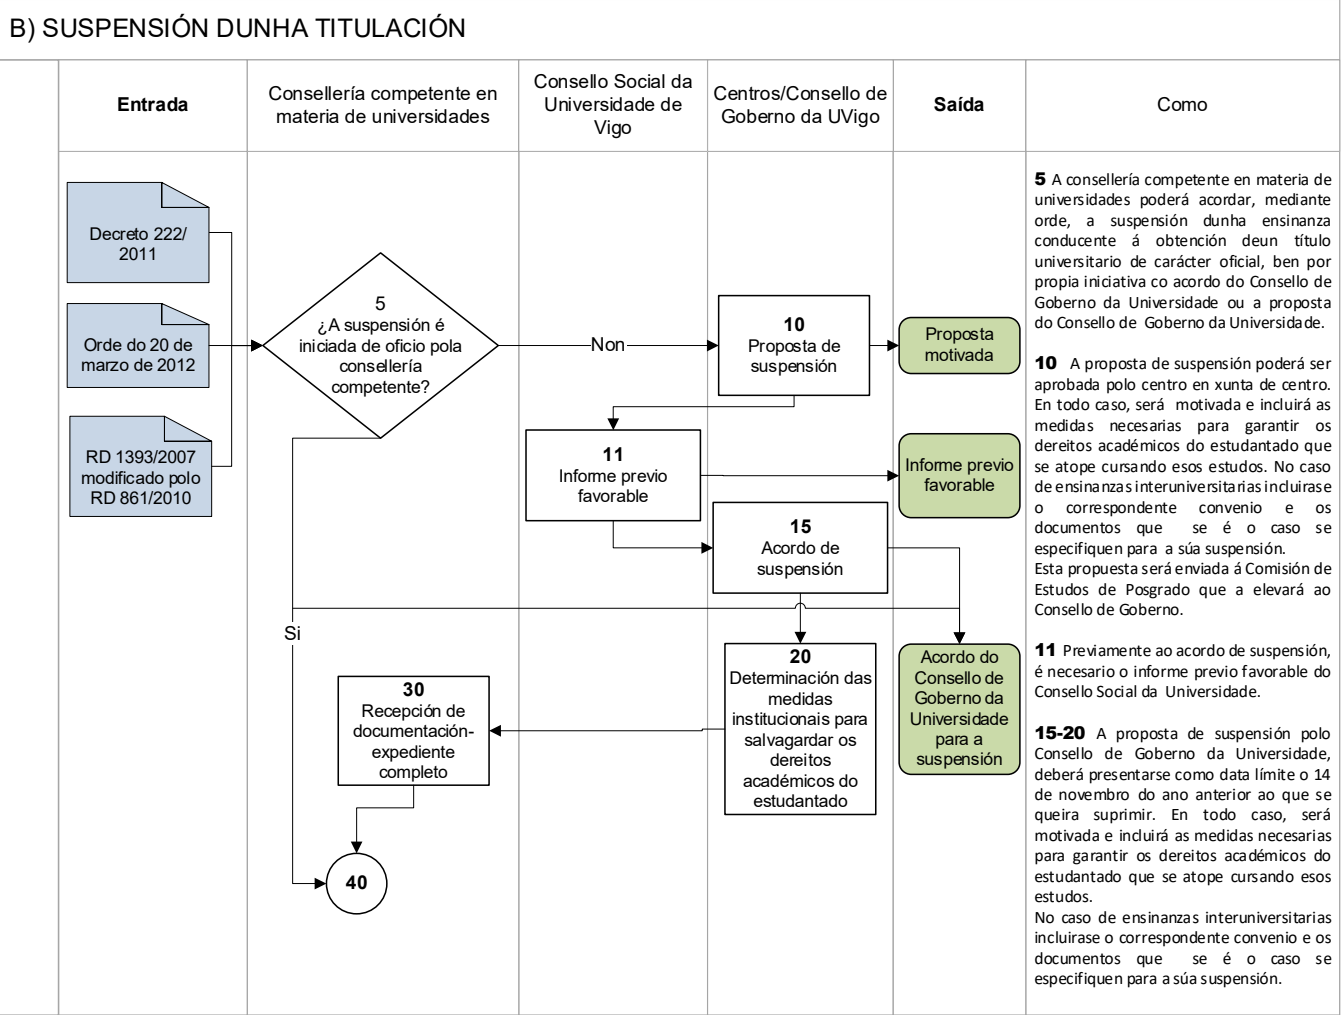 B) SUSPENSIÓN DUNHA TITULACIÓN
Entrada
Consellería competente en
materia de universidades
Consello Social da
Universidade de
Vigo
Centros/Consello de
Goberno da UVigo
Saída
Como
Decreto 222/
2011
Orde do 20 de
marzo de 2012
RD 1393/2007
modificado polo
RD 861/2010
5
¿A suspensión é
iniciada de oficio pola
consellería
competente?
Non
Si
10
Proposta de
suspensión
Proposta
motivada
11
Informe previo
favorable
Informe previo
favorable
15
Acordo de
suspensión
20
Determinación das
medidas
institucionais para
salvagardar os
dereitos
académicos do
estudantado
Acordo do
Consello de
Goberno da
Universidade
para a
suspensión
30
Recepción de
documentación-
expediente
completo
40
5 A consellería competente en materia de
universidades poderá acordar, mediante
orde, a suspensión dunha ensinanza
conducente á obtención deun título
universitario de carácter oficial, ben por
propia iniciativa co acordo do Consello de
Goberno da Universidade ou a proposta
do Consello de Goberno da Universidade.
10 A proposta de suspensión poderá ser
aprobada polo centro en xunta de centro.
En todo caso, será motivada e incluirá as
medidas necesarias para garantir os
dereitos académicos do estudantado que
se atope cursando esos estudos. No caso
de ensinanzas interuniversitarias incluirase
o correspondente convenio e os
documentos que se é o caso se
especifiquen para a súa suspensión.
Esta propuesta será enviada á Comisión de
Estudos de Posgrado que a elevará ao
Consello de Goberno.
11 Previamente ao acordo de suspensión,
é necesario o informe previo favorable do
Consello Social da Universidade.
15-20 A proposta de suspensión polo
Consello de Goberno da Universidade,
deberá presentarse como data límite o 14
de novembro do ano anterior ao que se
queira suprimir. En todo caso, será
motivada e incluirá as medidas necesarias
para garantir os dereitos académicos do
estudantado que se atope cursando esos
estudos.
No caso de ensinanzas interuniversitarias
incluirase o correspondente convenio e os
documentos que se é o caso se
especifiquen para a súa suspensión.